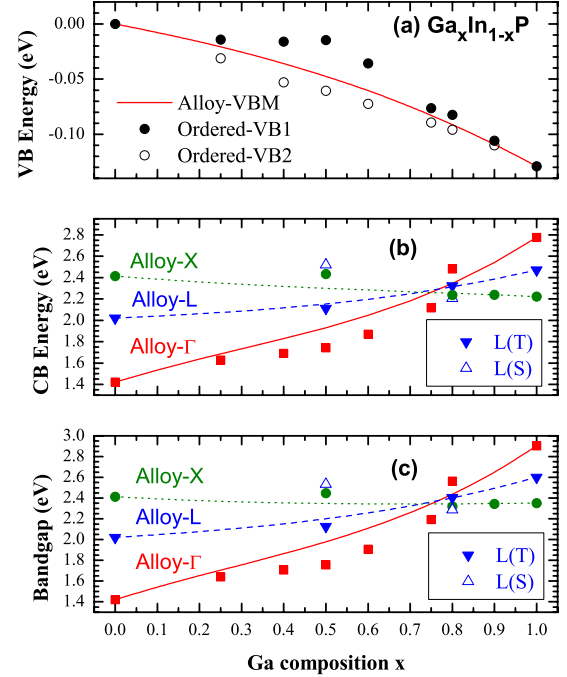 (a) GaₓIn₁₋ₓP
0.00
-0.05
-0.10
VB Energy (eV)
Alloy-VBM
Ordered-VB1
Ordered-VB2
(b)
2.8
2.6
2.4
2.2
2.0
1.8
1.6
1.4
CB Energy (eV)
Alloy-X
Alloy-L
Alloy-Γ
L(T)
L(S)
(c)
3.0
2.8
2.6
2.4
2.2
2.0
1.8
1.6
1.4
Bandgap (eV)
Alloy-X
Alloy-L
Alloy-Γ
L(T)
L(S)
0.0 0.1 0.2 0.3 0.4 0.5 0.6 0.7 0.8 0.9 1.0
Ga composition x